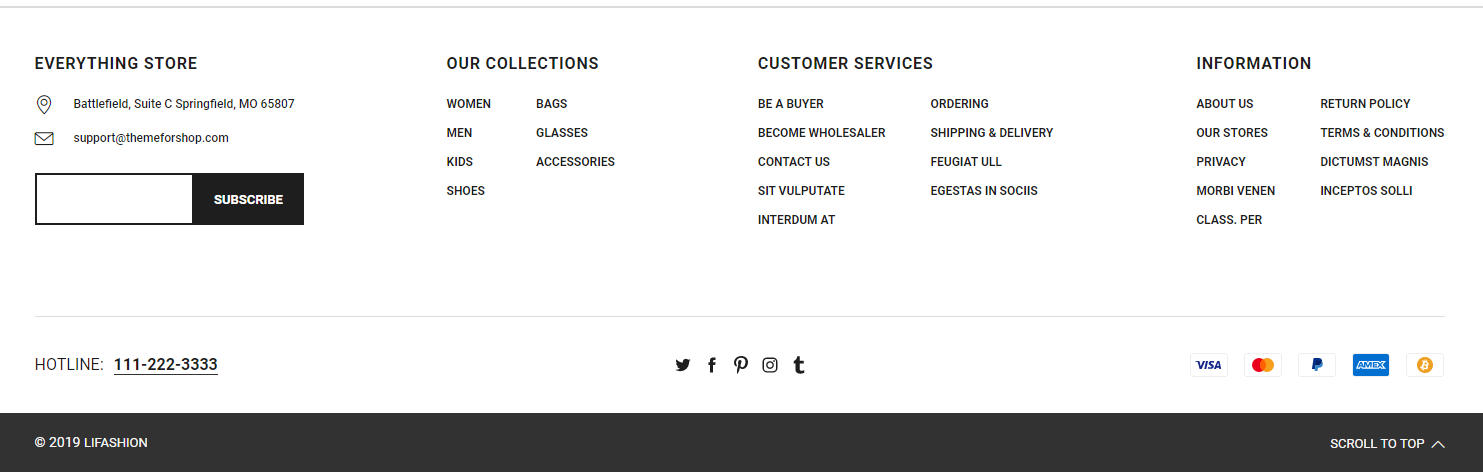 EVERYTHING STORE
Battlefield, Suite C Springfield, MO 65807
support@themeforshop.com
SUBSCRIBE
OUR COLLECTIONS
WOMEN
MEN
KIDS
SHOES
BAGS
GLASSES
ACCESSORIES
CUSTOMER SERVICES
BE A BUYER
BECOME WHOLESALER
CONTACT US
SIT VULPUTATE
INTERDUM AT
ORDERING
SHIPPING & DELIVERY
FEUGIAT ULL
EGESTAS IN SOCIIS
INFORMATION
ABOUT US
OUR STORES
PRIVACY
MORBI VENEN
CLASS. PER
RETURN POLICY
TERMS & CONDITIONS
DICTUMST MAGNIS
INCEPTOS SOLLI
HOTLINE: 111-222-3333
VISA
AMEX
© 2019 LIFASHION
SCROLL TO TOP